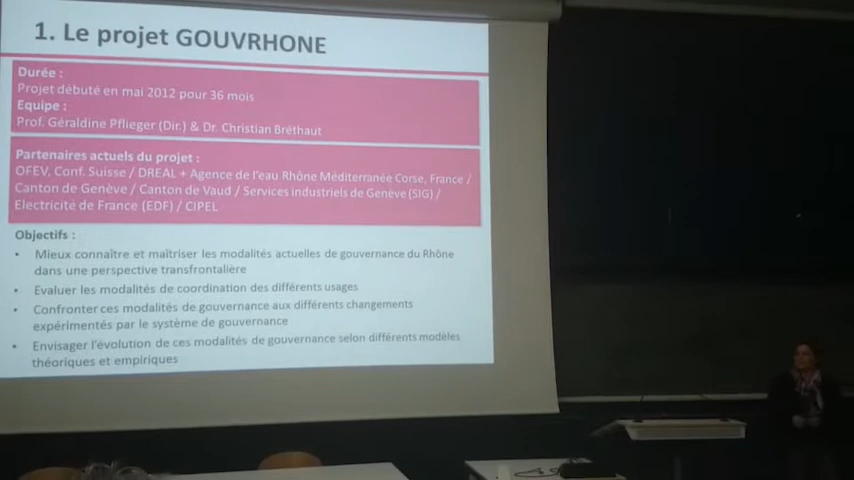 1. Le projet GOUVRHONE
Durée :
Projet débuté en mai 2012 pour 36 mois
Equipe :
Prof. Géraldine Pflieger (Dir.) & Dr. Christian Bréthaut
Partenaires actuels du projet :
OFEV, Conf. Suisse / DREAL + Agence de l'eau Rhône Méditerranée Corse, France /
Canton de Genève / Canton de Vaud / Services industriels de Genève (SIG) /
Electricité de France (EDF) / CIPEL
Objectifs :
• Mieux connaître et maîtriser les modalités actuelles de gouvernance du Rhône
dans une perspective transfrontalière
• Evaluer les modalités de coordination des différents usages
• Confronter ces modalités de gouvernance aux différents changements
expérimentés par le système de gouvernance
• Envisager l'évolution de ces modalités de gouvernance selon différents modèles
théoriques et empiriques